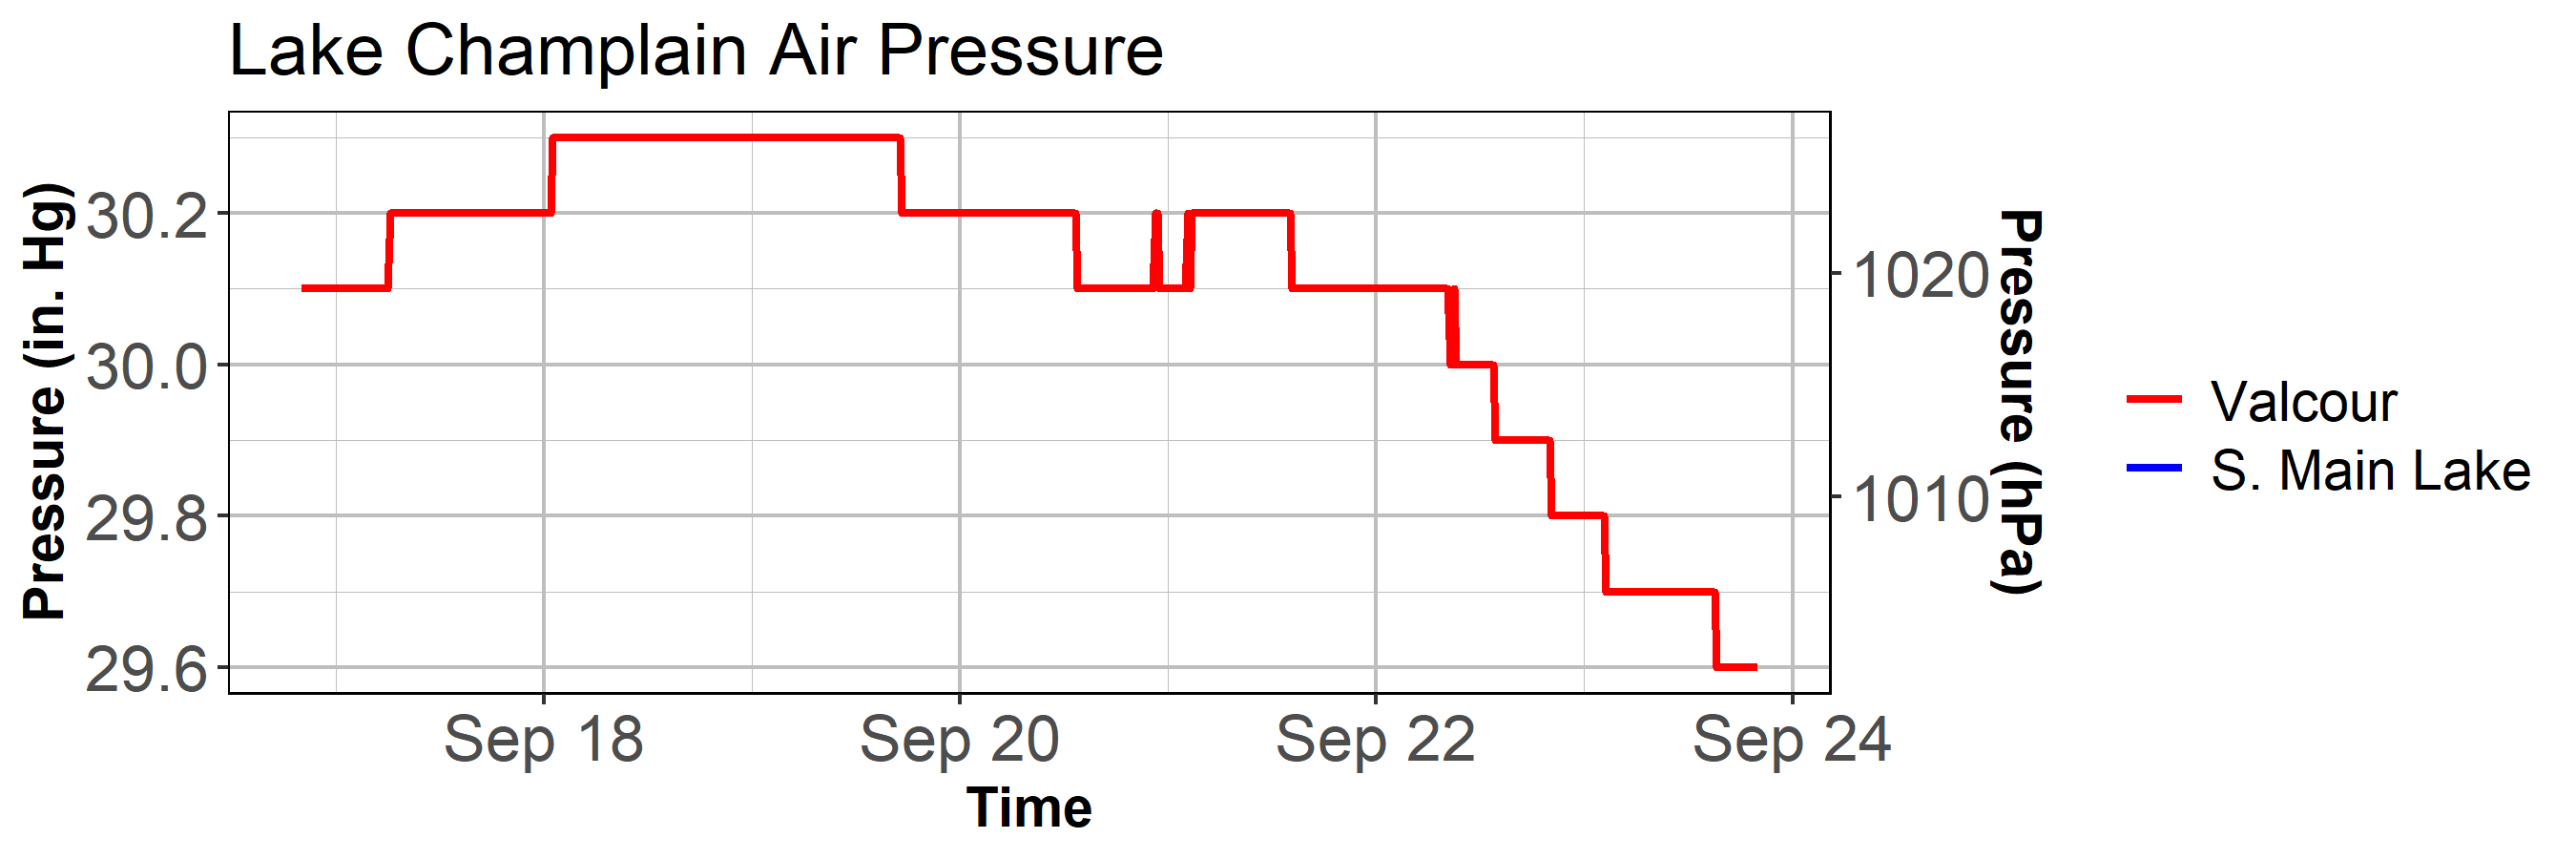 Lake Champlain Air Pressure
Pressure (in. Hg)
30.2
30.0
29.8
29.6
1020
1010
Pressure (hPa)
Valcour
S. Main Lake
Sep 18
Sep 20
Sep 22
Sep 24
Time